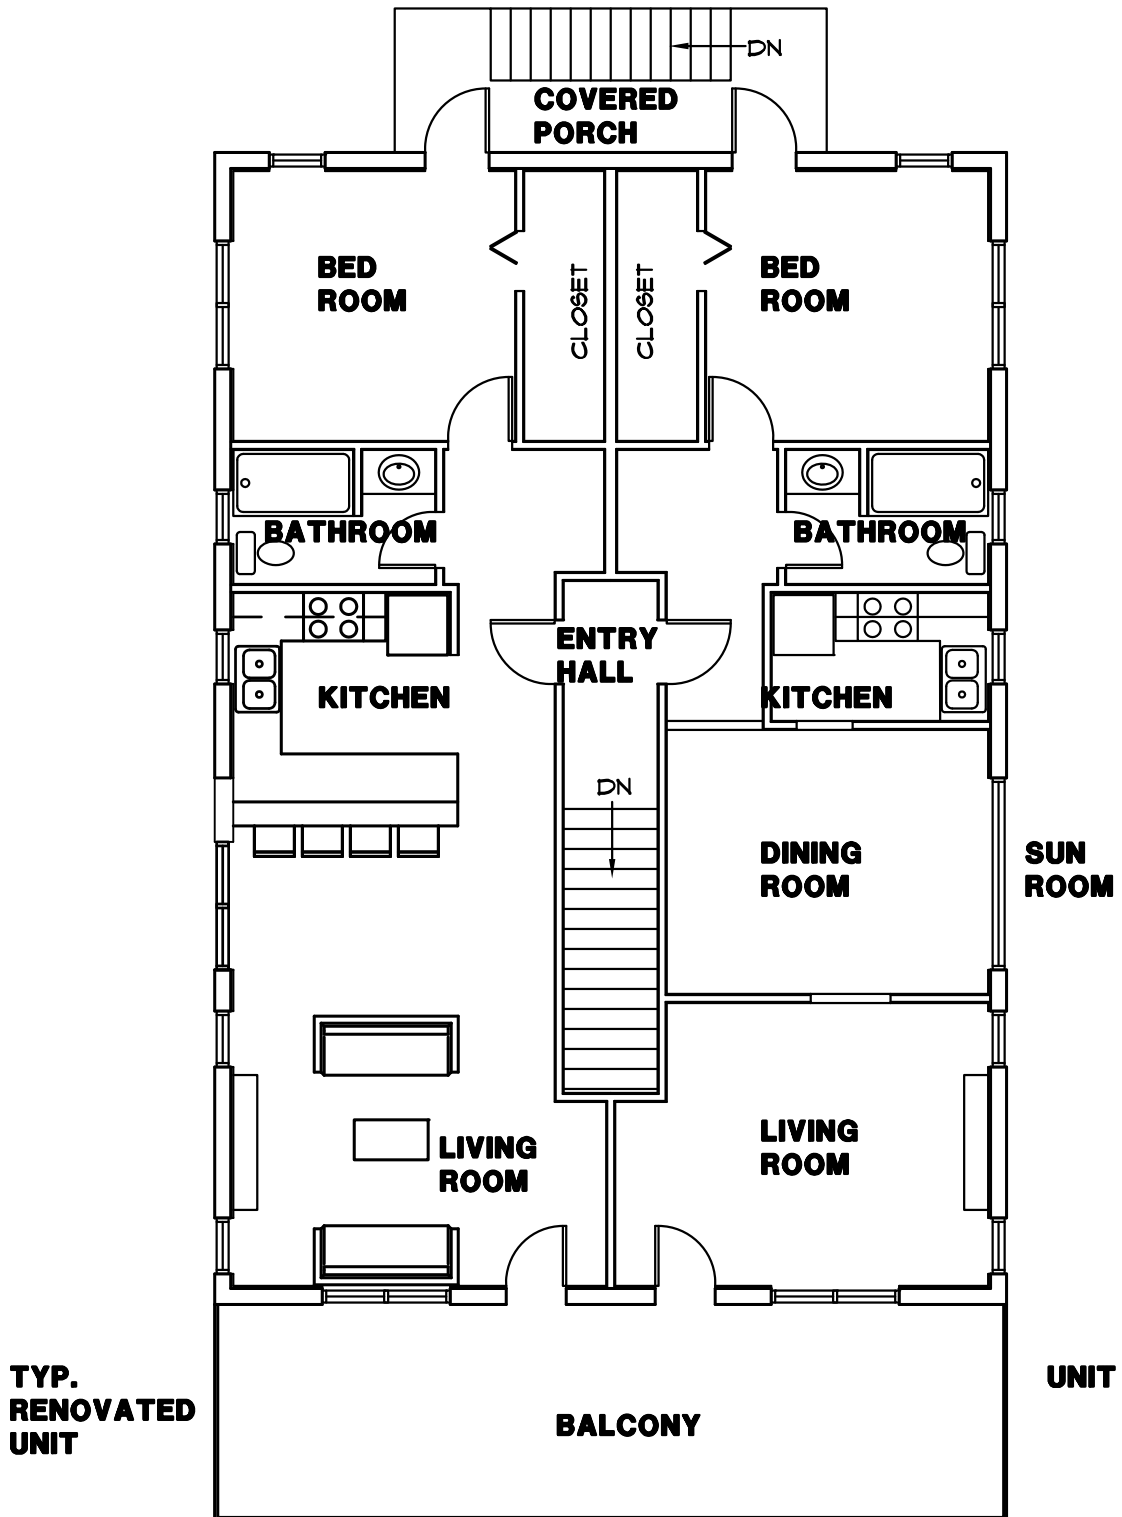 DN
COVERED
PORCH
BED
ROOM
CLOSET
CLOSET
BED
ROOM
BATHROOM
BATHROOM
ENTRY
HALL
KITCHEN
KITCHEN
DN
DINING
ROOM
SUN
ROOM
LIVING
ROOM
LIVING
ROOM
TYP.
RENOVATED
UNIT
UNIT
BALCONY